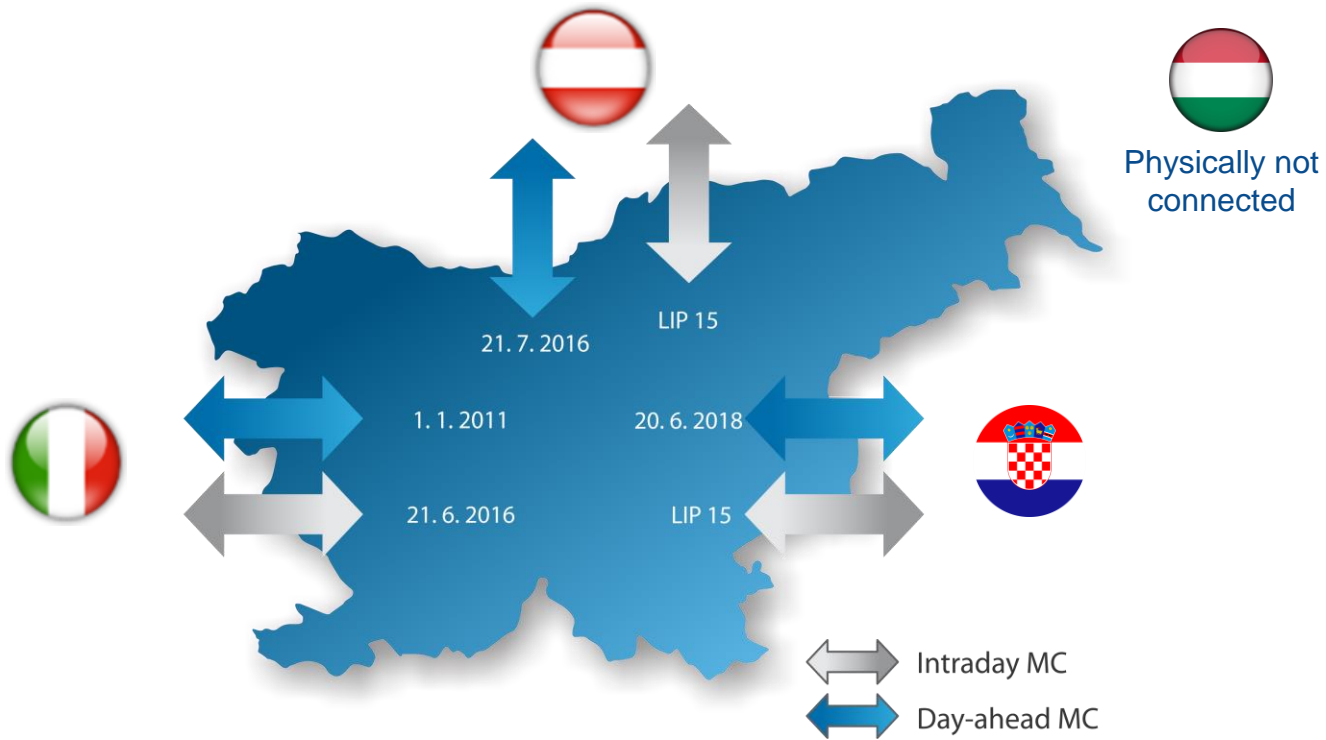 Physically not
connected
LIP 15
21. 7. 2016
1. 1. 2011
20. 6. 2018
21. 6. 2016
LIP 15
Intraday MC
Day-ahead MC